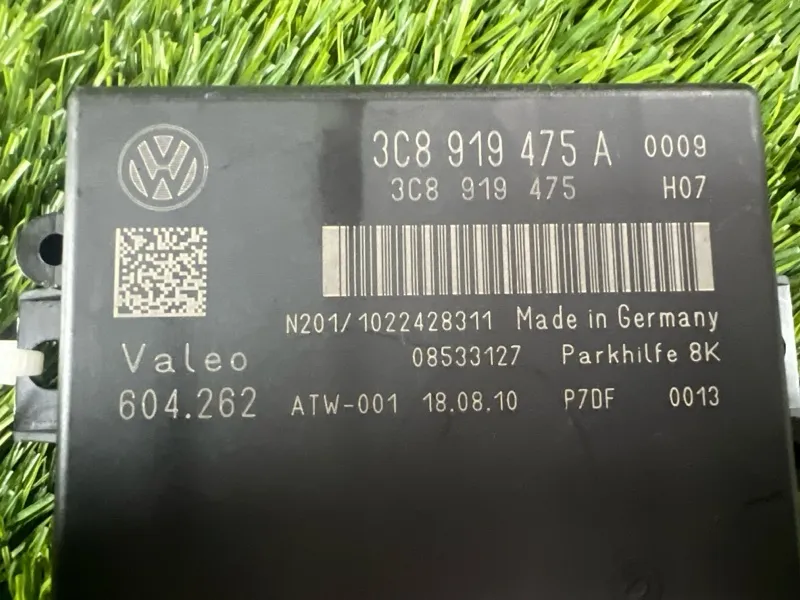 3C8 919 475 A 0009
3C8 919 475 H07
N201/1022428311 Made in Germany
Valeo 08533127 Parkhilfe 8K
604.262 ATW-001 18.08.10 P7DF 0013